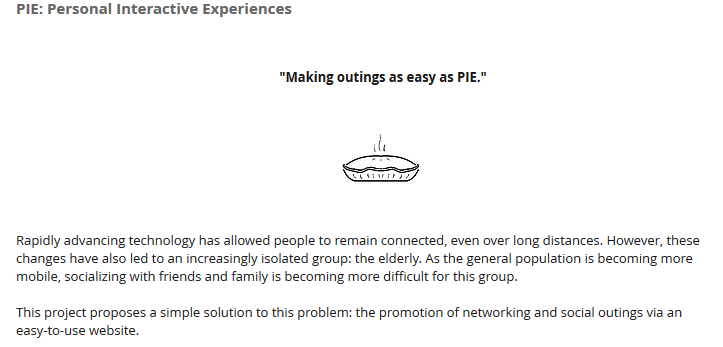 PIE: Personal Interactive Experiences
"Making outings as easy as PIE."
Rapidly advancing technology has allowed people to remain connected, even over long distances. However, these
changes have also led to an increasingly isolated group: the elderly. As the general population is becoming more
mobile, socializing with friends and family is becoming more difficult for this group.
This project proposes a simple solution to this problem: the promotion of networking and social outings via an
easy-to-use website.